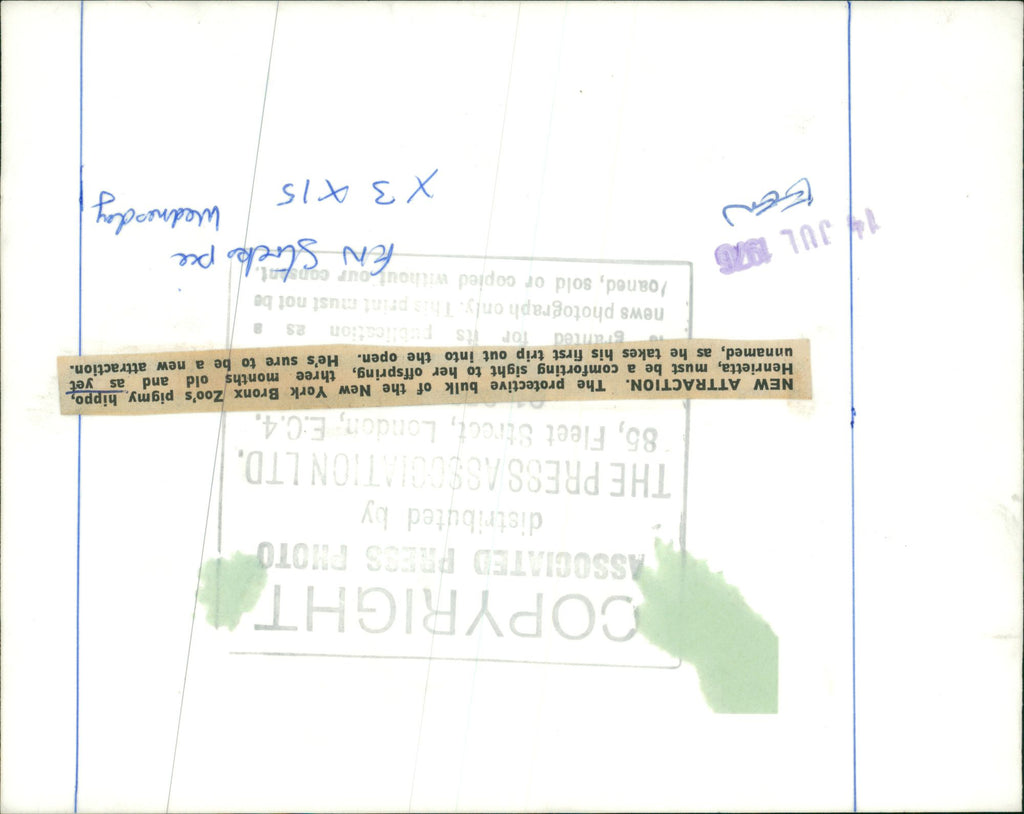 COPYRIGHT
ASSOCIATED PRESS PHOTO
distributed by
THE PRESS ASSOCIATION LTD.
85, Fleet Street, London, E.C.4.
NEW ATTRACTION. The protective bulk of the New York Bronx Zoo's pigmy hippo,
Henrietta, must be a comforting sight to her offspring, three months old and as yet
unnamed, as he takes his first trip out into the open. He's sure to be a new attraction.
is granted for its publication as a
news photograph only. This print must not be
loaned, sold or copied without our consent.
14 JUL 1976
EN
Wednesday
X 3 X 15